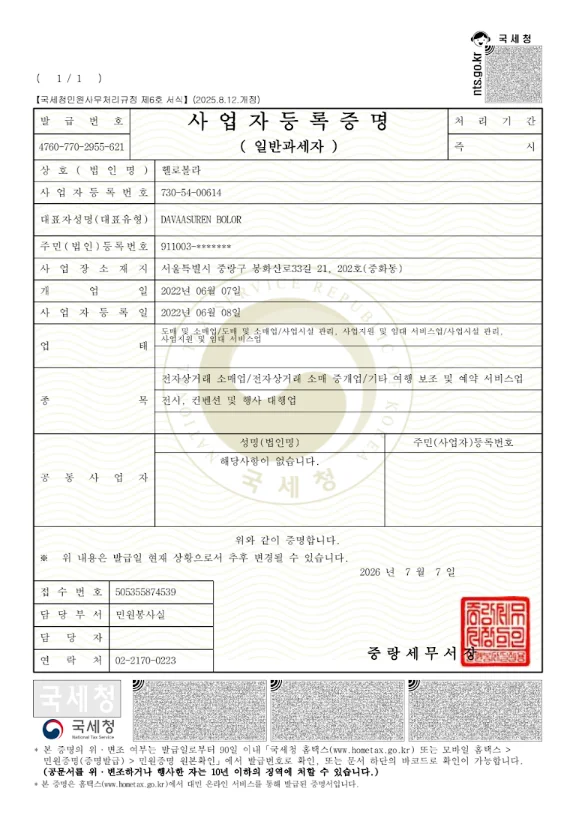 국세청
nts.go.kr
( 1 / 1 )
【국세청민원사무처리규정 제6호 서식】 (2025.8.12.개정)
발 급 번 호
사 업 자 등 록 증 명
처 리 기 간
4760-770-2955-621
( 일반과세자 )
즉 시
상 호 ( 법 인 명 ) 헬로볼라
사 업 자 등 록 번 호 730-54-00614
대표자성명(대표유형) DAVAASUREN BOLOR
주민(법인)등록번호 911003-*******
사 업 장 소 재 지 서울특별시 중랑구 봉화산로33길 21, 202호(중화동)
개 업 일 2022년 06월 07일
사 업 자 등 록 일 2022년 06월 08일
업 태 도매 및 소매업/도매 및 소매업/사업시설 관리, 사업지원 및 임대 서비스업/사업시설 관리,
사업지원 및 임대 서비스업
전자상거래 소매업/전자상거래 소매 중개업/기타 여행 보조 및 예약 서비스업
종 목 전시, 컨벤션 및 행사 대행업
공 동 사 업 자
성명(법인명) 주민(사업자)등록번호
해당사항이 없습니다.
NATIONAL TAX SERVICE REPUBLIC OF KOREA
국세청
위와 같이 증명합니다.
※ 위 내용은 발급일 현재 상황으로서 추후 변경될 수 있습니다.
2026 년 7 월 7 일
접 수 번 호 505355874539
담 당 부 서 민원봉사실
담 당 자
연 락 처 02-2170-0223
중 랑 세 무 서 장
국세청
국세청
National Tax Service
* 본 증명의 위ㆍ변조 여부는 발급일로부터 90일 이내「국세청 홈택스(www.hometax.go.kr) 또는 모바일 홈택스 >
민원증명(증명발급) > 민원증명 원본확인」에서 발급번호로 확인, 또는 문서 하단의 바코드로 확인이 가능합니다.
(공문서를 위ㆍ변조하거나 행사한 자는 10년 이하의 징역에 처할 수 있습니다.)
* 본 증명은 홈택스(www.hometax.go.kr)에서 대민 온라인 서비스를 통해 발급된 증명서입니다.